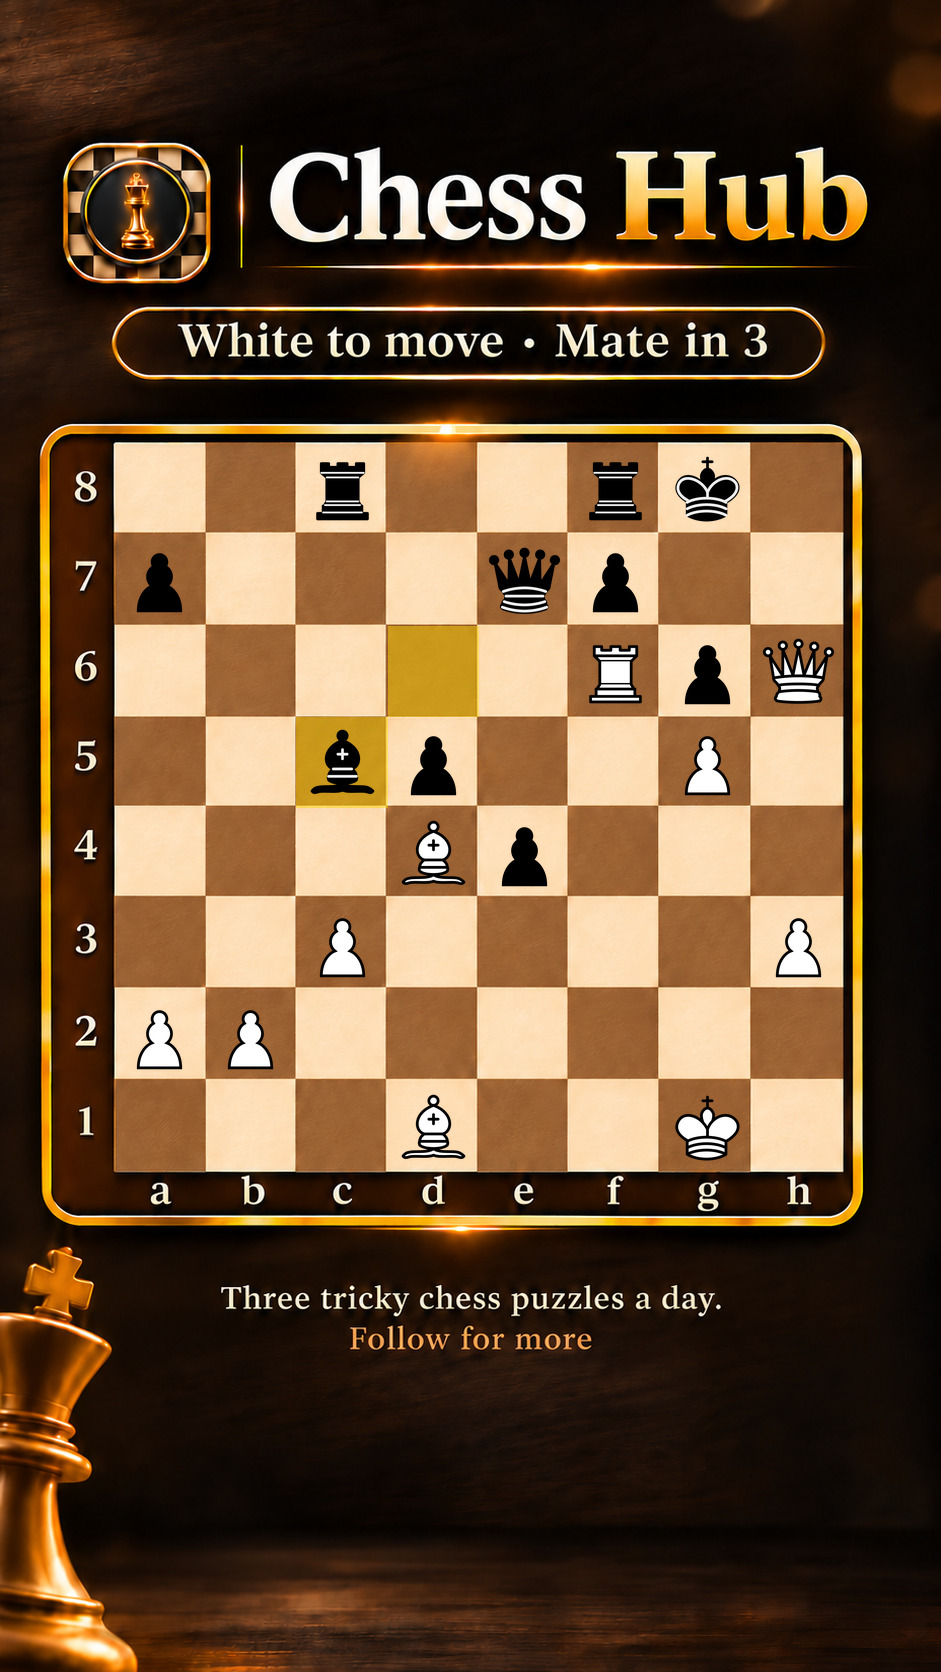 Chess Hub
White to move • Mate in 3
8
7
6
5
4
3
2
1
a b c d e f g h
Three tricky chess puzzles a day.
Follow for more